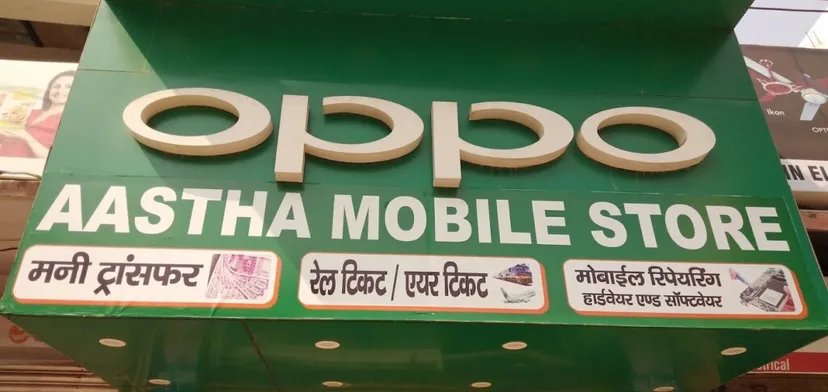 oppo
AASTHA MOBILE STORE
मनी ट्रांसफर
रेल टिकट / एयर टिकट
मोबाईल रिपेयरिंग
हार्डवेयर एण्ड सॉफ्टवेयर